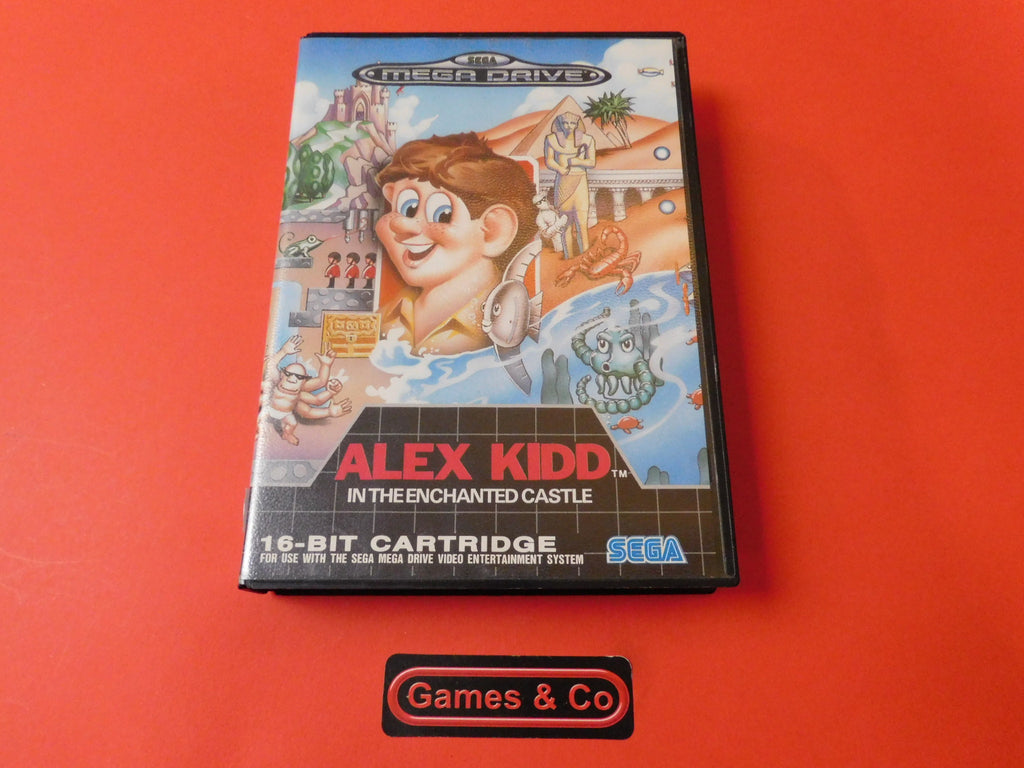 SEGA
MEGA DRIVE
ALEX KIDD™
IN THE ENCHANTED CASTLE
16-BIT CARTRIDGE
FOR USE WITH THE SEGA MEGA DRIVE VIDEO ENTERTAINMENT SYSTEM
SEGA
Games & Co